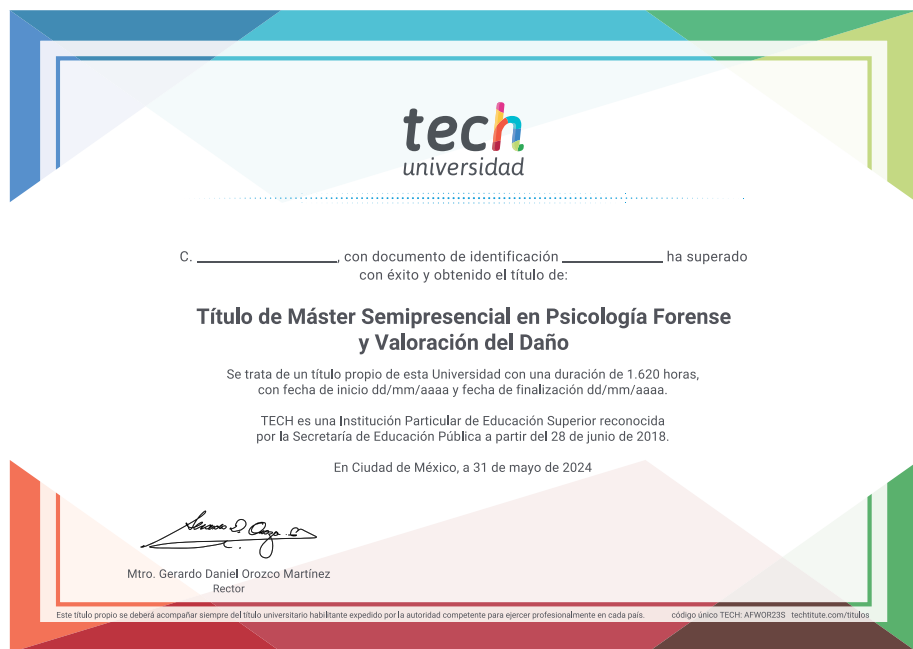 tech
universidad
C. __________________, con documento de identificación _____________ ha superado
con éxito y obtenido el título de:
Título de Máster Semipresencial en Psicología Forense
y Valoración del Daño
Se trata de un título propio de esta Universidad con una duración de 1.620 horas,
con fecha de inicio dd/mm/aaaa y fecha de finalización dd/mm/aaaa.
TECH es una Institución Particular de Educación Superior reconocida
por la Secretaría de Educación Pública a partir del 28 de junio de 2018.
En Ciudad de México, a 31 de mayo de 2024
Mtro. Gerardo Daniel Orozco Martínez
Rector
Este título propio se deberá acompañar siempre del título universitario habilitante expedido por la autoridad competente para ejercer profesionalmente en cada país. código único TECH: AFWOR23S techtitute.com/titulos